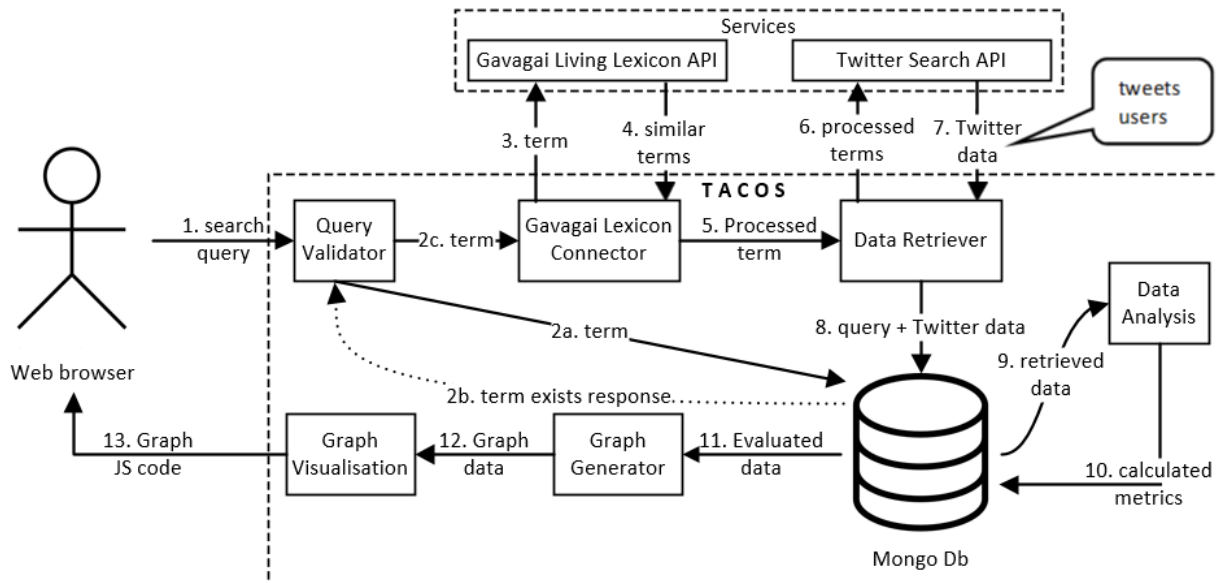 Services
Gavagai Living Lexicon API
Twitter Search API
tweets
users
3. term
4. similar
terms
6. processed
terms
7. Twitter
data
TACOS
1. search
query
Query
Validator
2c. term
Gavagai Lexicon
Connector
5. Processed
term
Data Retriever
Data
Analysis
2a. term
8. query + Twitter data
9. retrieved
data
Web browser
2b. term exists response
13. Graph
JS code
Graph
Visualisation
12. Graph
data
Graph
Generator
11. Evaluated
data
10. calculated
metrics
Mongo Db